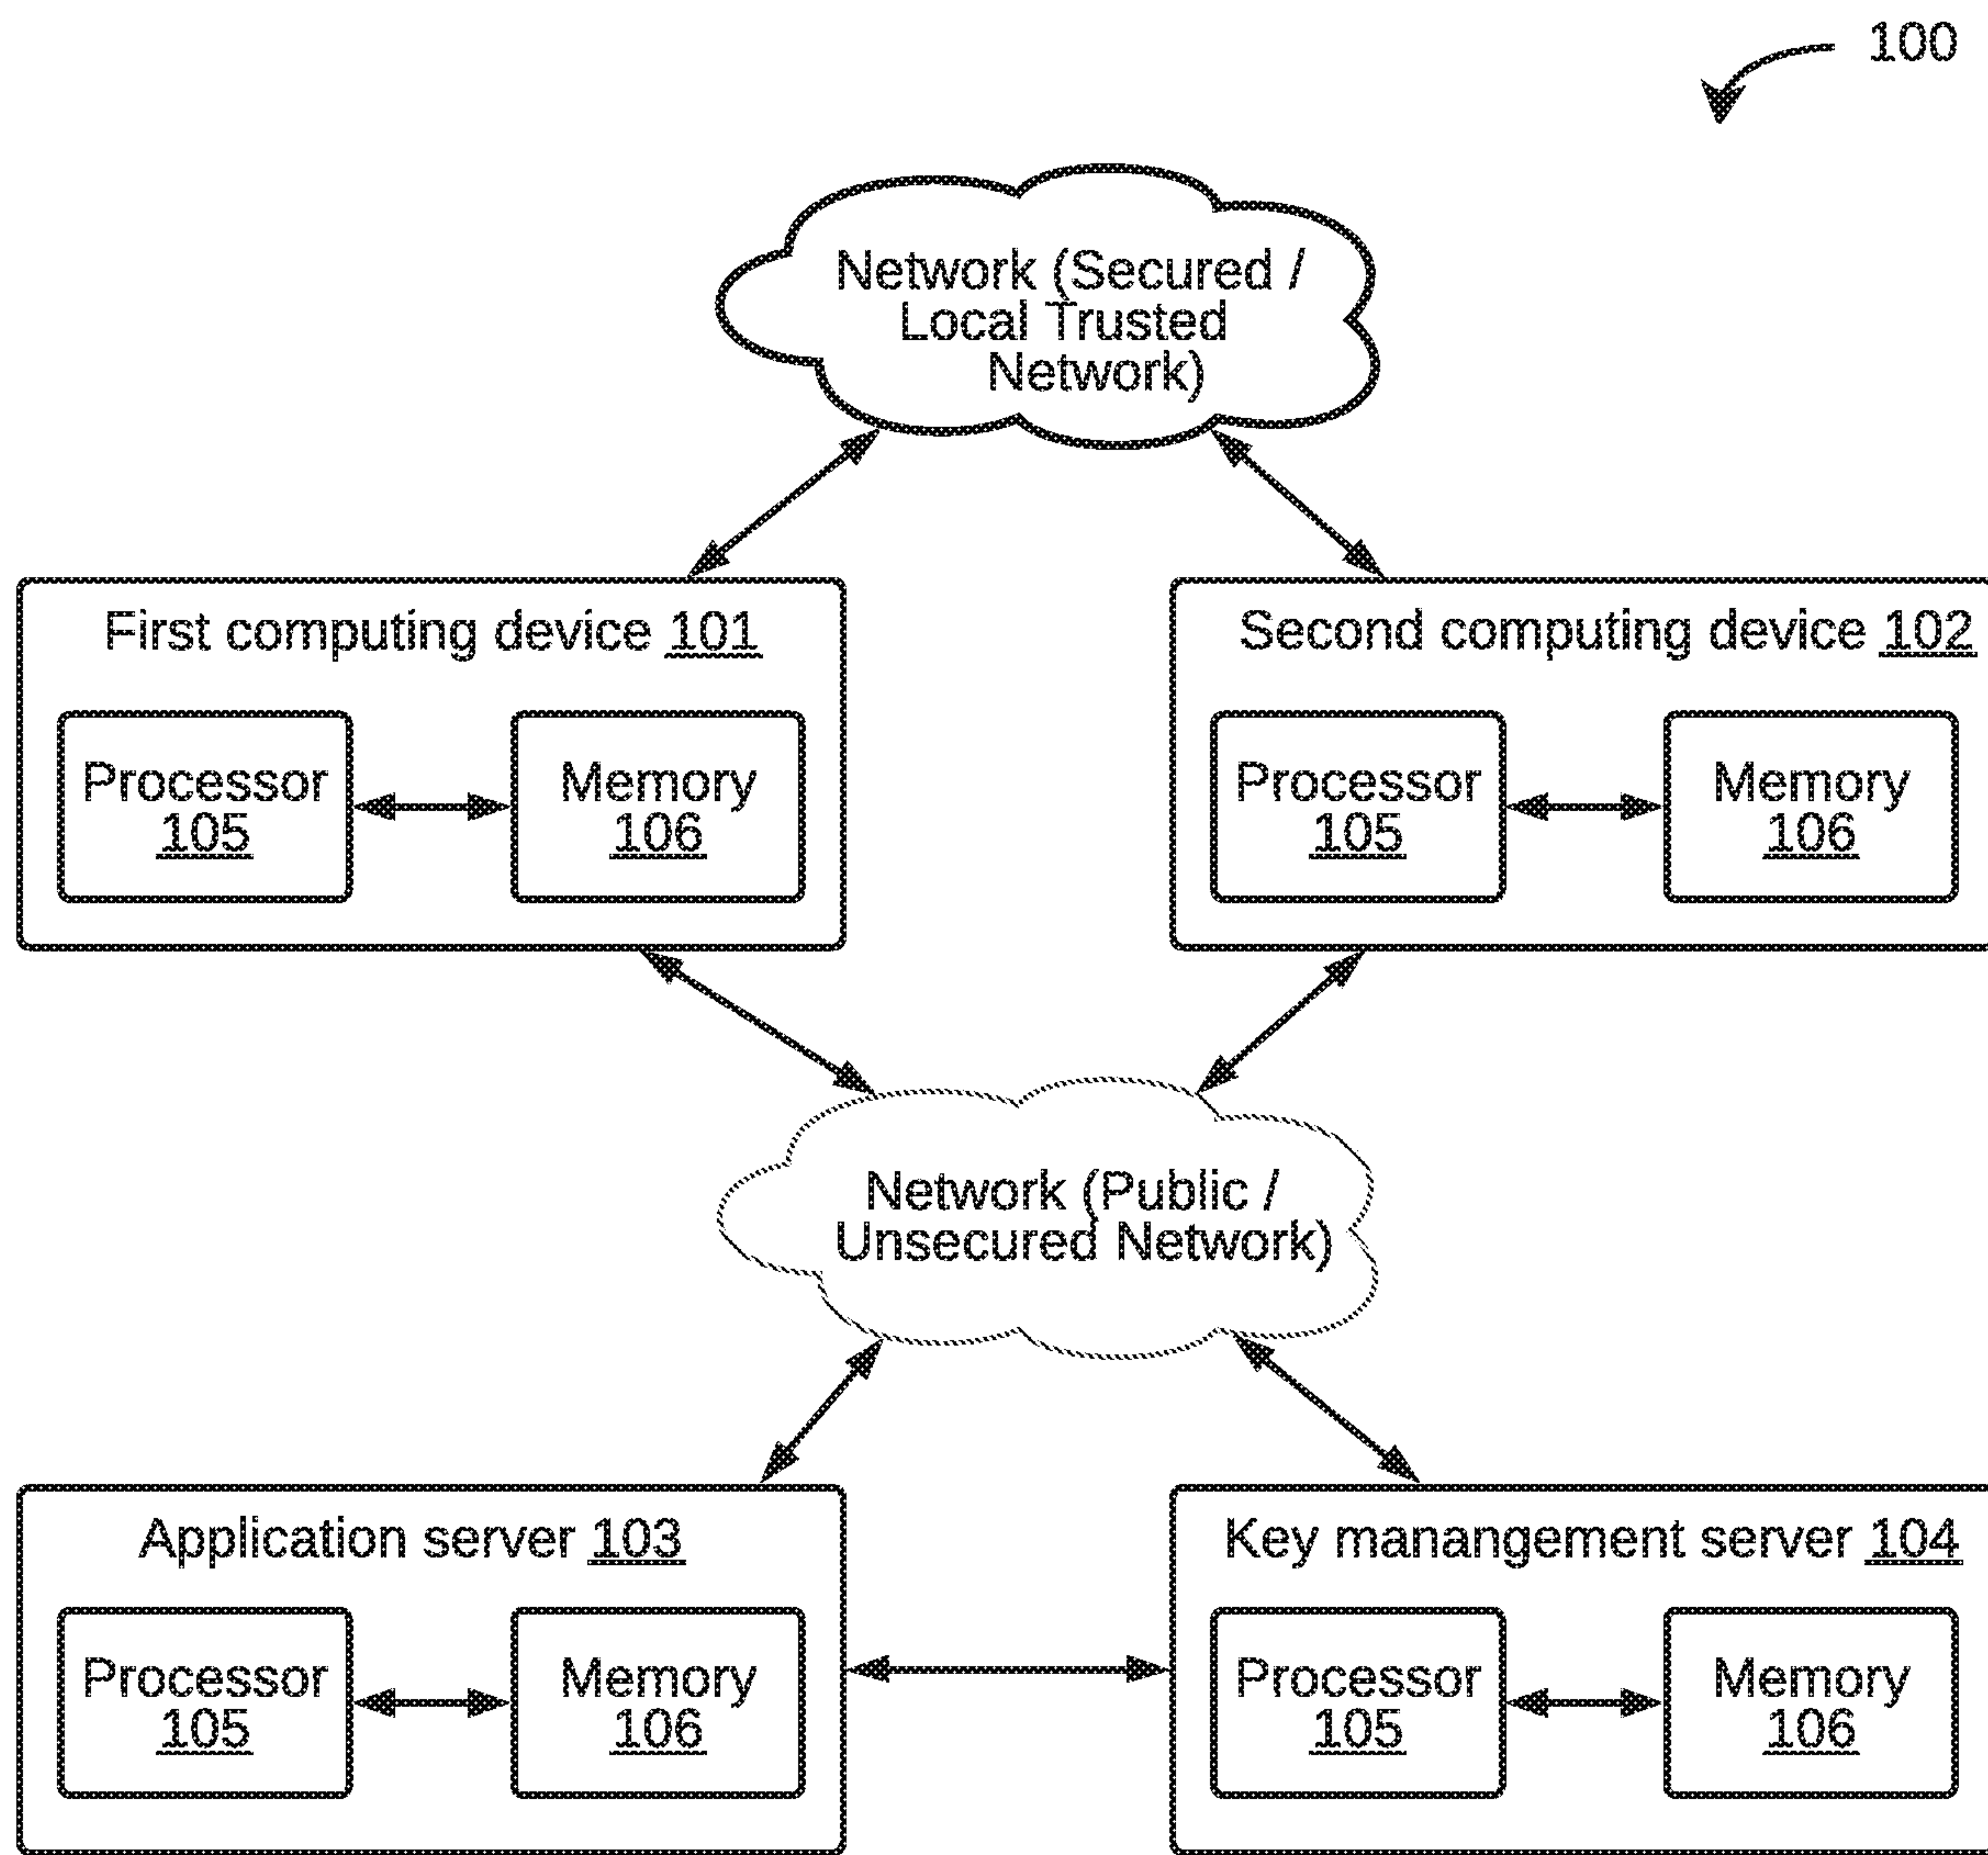 100
Network (Secured /
Local Trusted
Network)
First computing device 101
Second computing device 102
Processor
105
Memory
106
Processor
105
Memory
106
Network (Public /
Unsecured Network)
Application server 103
Key manangement server 104
Processor
105
Memory
106
Processor
105
Memory
106